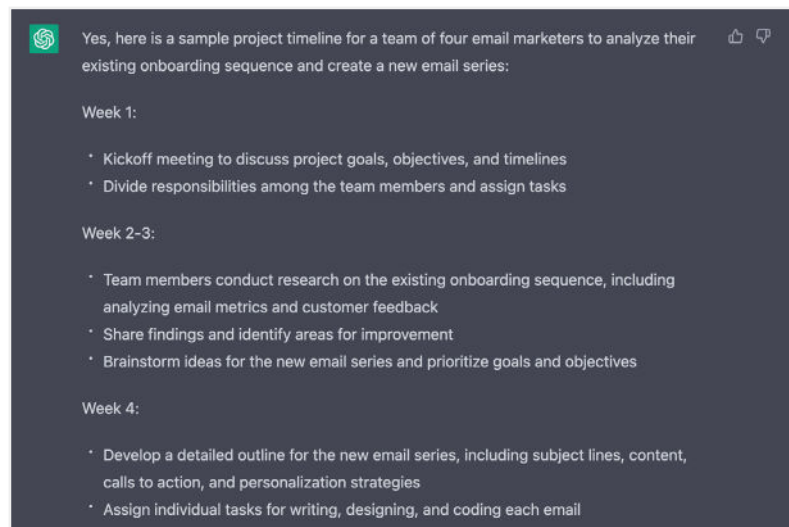 Yes, here is a sample project timeline for a team of four email marketers to analyze their
existing onboarding sequence and create a new email series:
Week 1:
• Kickoff meeting to discuss project goals, objectives, and timelines
• Divide responsibilities among the team members and assign tasks
Week 2-3:
• Team members conduct research on the existing onboarding sequence, including
analyzing email metrics and customer feedback
• Share findings and identify areas for improvement
• Brainstorm ideas for the new email series and prioritize goals and objectives
Week 4:
• Develop a detailed outline for the new email series, including subject lines, content,
calls to action, and personalization strategies
• Assign individual tasks for writing, designing, and coding each email